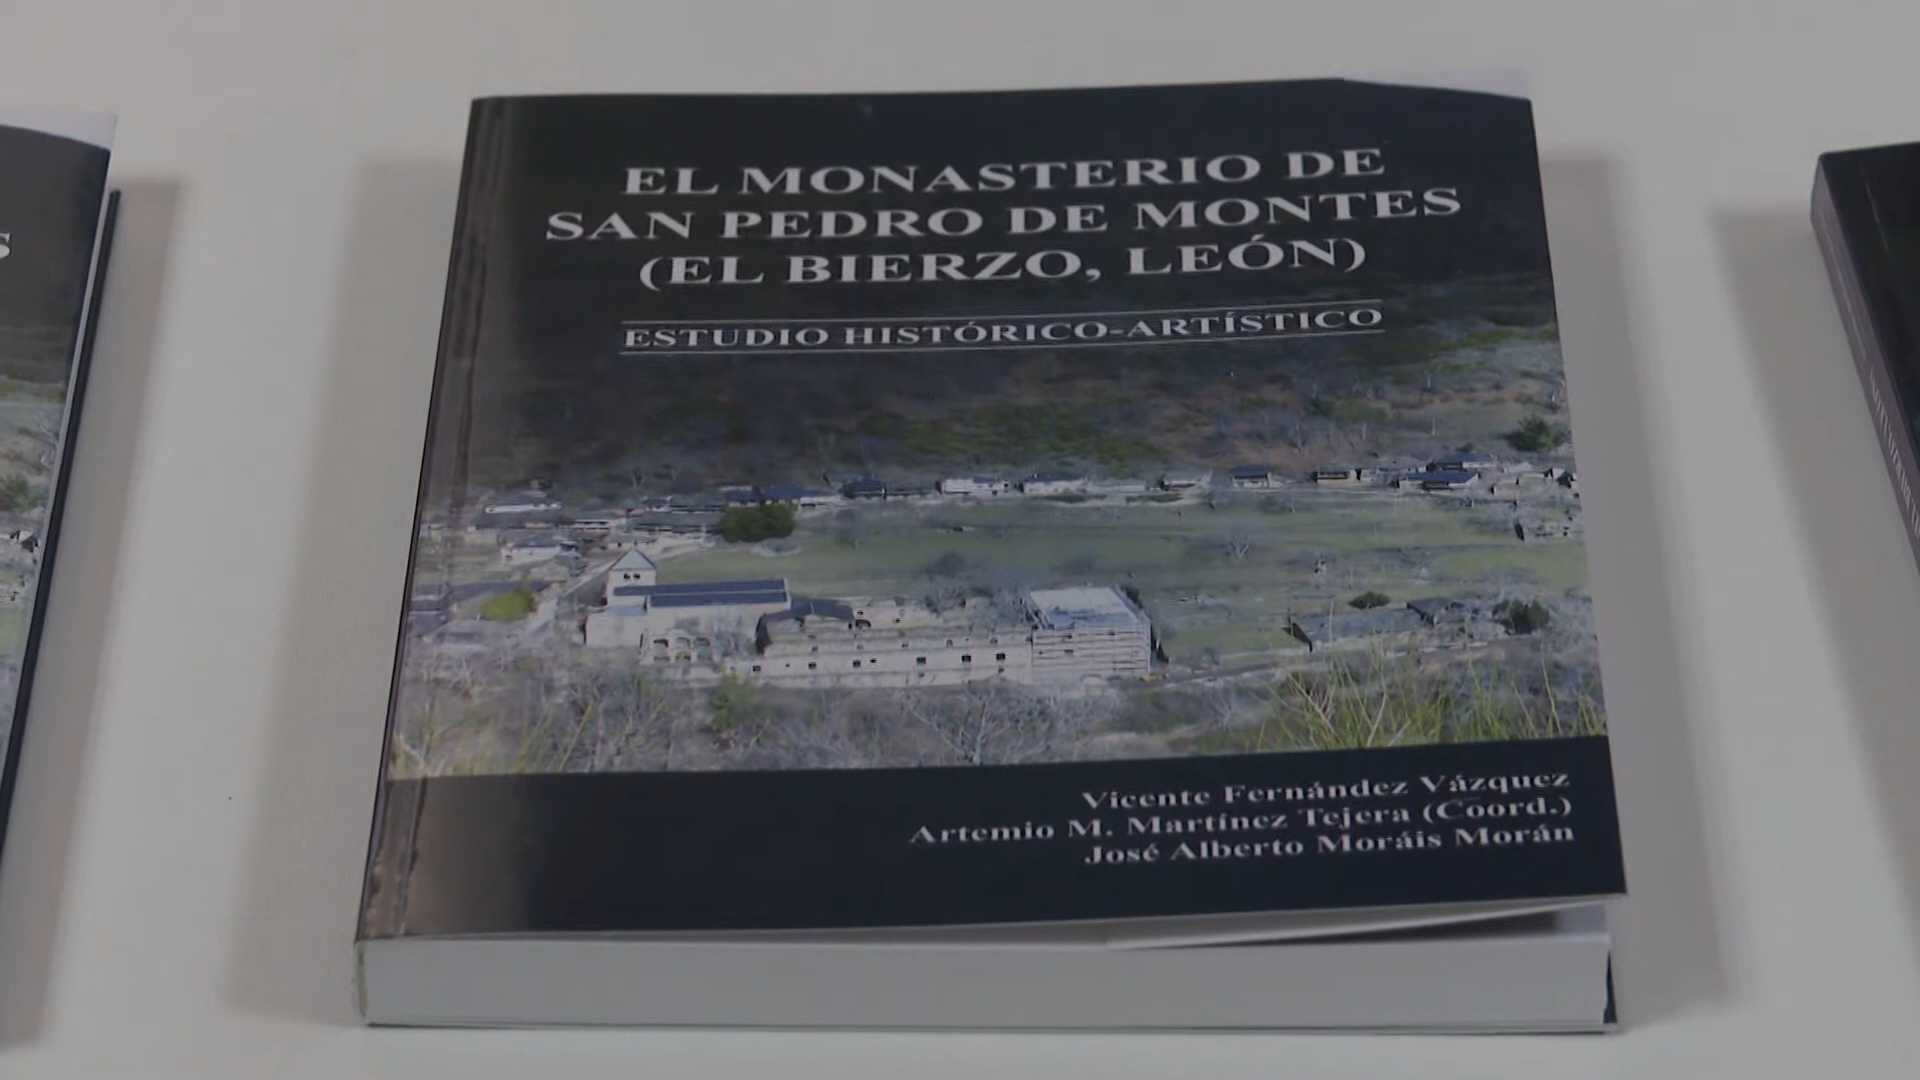 EL MONASTERIO DE
SAN PEDRO DE MONTES
(EL BIERZO, LEÓN)
ESTUDIO HISTÓRICO-ARTÍSTICO
Vicente Fernández Vázquez
Artemio M. Martínez Tejera (Coord.)
José Alberto Moráis Morán